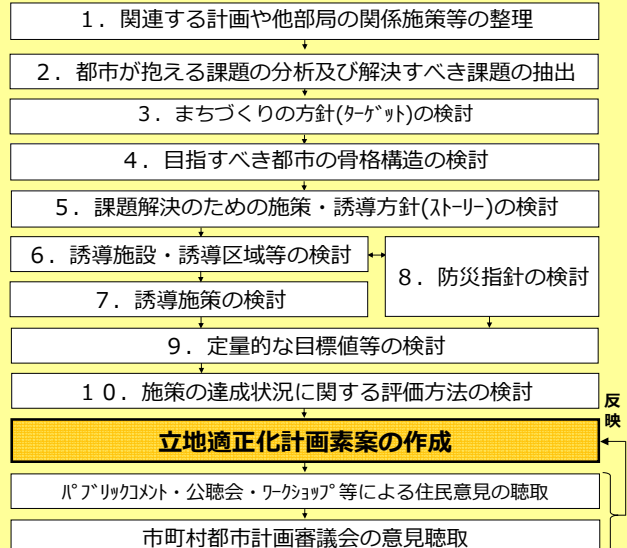 １．関連する計画や他部局の関係施策等の整理
２．都市が抱える課題の分析及び解決すべき課題の抽出
３．まちづくりの方針(ﾀｰｹﾞｯﾄ)の検討
４．目指すべき都市の骨格構造の検討
５．課題解決のための施策・誘導方針(ｽﾄｰﾘｰ)の検討
６．誘導施設・誘導区域等の検討
８．防災指針の検討
７．誘導施策の検討
９．定量的な目標値等の検討
１０．施策の達成状況に関する評価方法の検討
反映
立地適正化計画素案の作成
ﾊﾟﾌﾞﾘｯｸｺﾒﾝﾄ・公聴会・ﾜｰｸｼｮｯﾌﾟ等による住民意見の聴取
市町村都市計画審議会の意見聴取